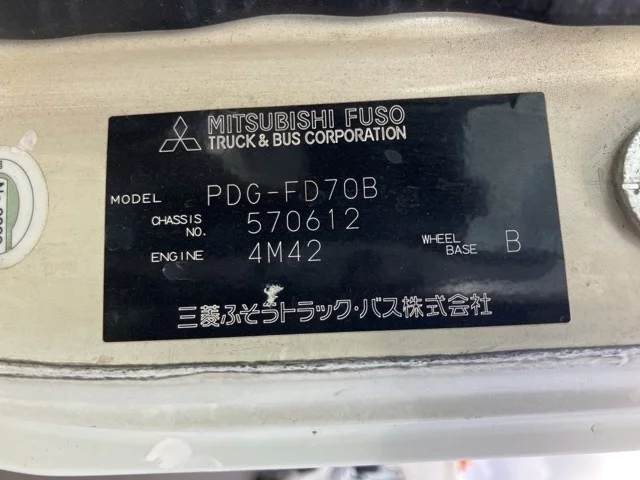 MITSUBISHI FUSO
TRUCK & BUS CORPORATION
MODEL PDG-FD70B
CHASSIS NO. 570612
ENGINE 4M42
WHEEL BASE B
三菱ふそうトラック・バス株式会社